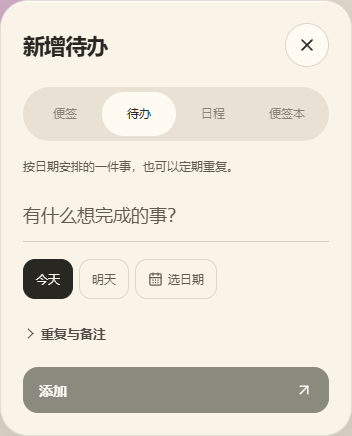 新增待办
便签 待办 日程 便签本
按日期安排的一件事，也可以定期重复。
有什么想完成的事？
今天 明天 选日期
重复与备注
添加